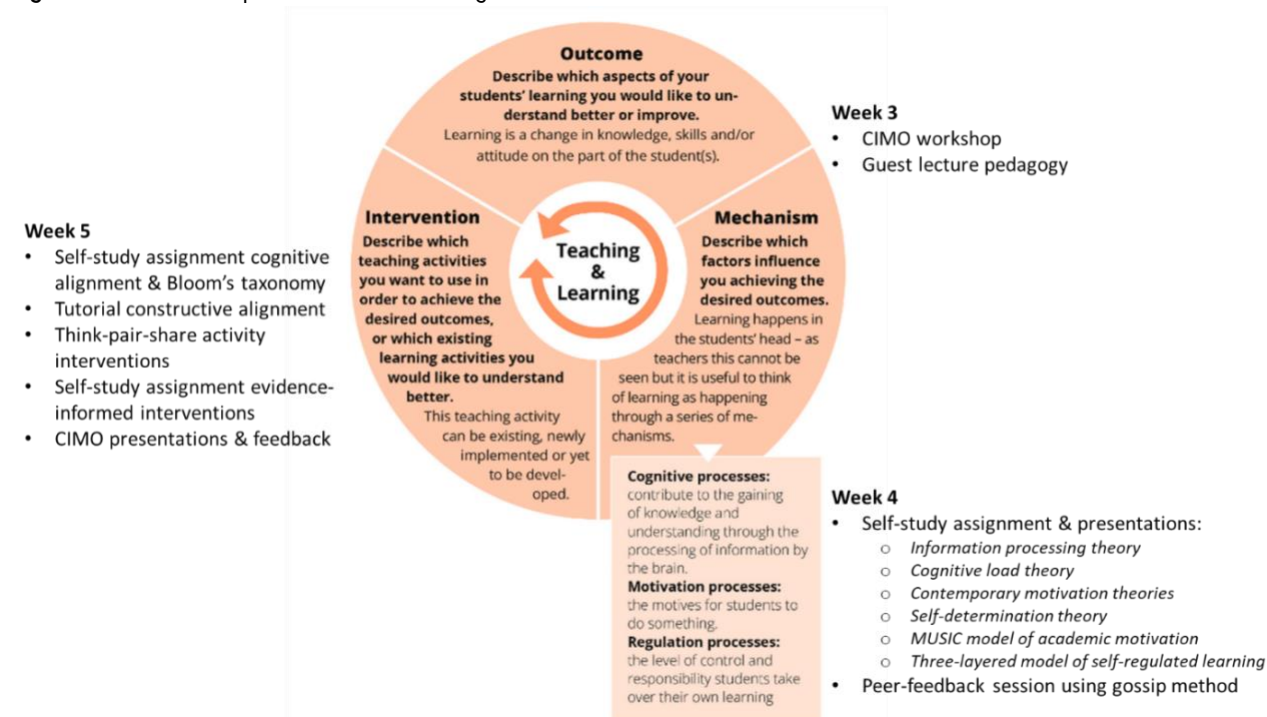 Outcome
Describe which aspects of your
students’ learning you would like to un-
derstand better or improve.
Learning is a change in knowledge, skills and/or
attitude on the part of the student(s).
Week 3
• CIMO workshop
• Guest lecture pedagogy
Intervention
Describe which
teaching activities
you want to use in
order to achieve the
desired outcomes,
or which existing
learning activities you
would like to understand
better.
This teaching activity
can be existing, newly
implemented or yet
to be devel-
oped.
Teaching
&
Learning
Mechanism
Describe which
factors influence
you achieving the
desired outcomes.
Learning happens in
the students’ head – as
teachers this cannot be
seen but it is useful to think
of learning as happening
through a series of me-
chanisms.
Week 5
• Self-study assignment cognitive
alignment & Bloom’s taxonomy
• Tutorial constructive alignment
• Think-pair-share activity
interventions
• Self-study assignment evidence-
informed interventions
• CIMO presentations & feedback
Cognitive processes:
contribute to the gaining
of knowledge and
understanding through the
processing of information by
the brain.
Motivation processes:
the motives for students to
do something.
Regulation processes:
the level of control and
responsibility students take
over their own learning
Week 4
• Self-study assignment & presentations:
o Information processing theory
o Cognitive load theory
o Contemporary motivation theories
o Self-determination theory
o MUSIC model of academic motivation
o Three-layered model of self-regulated learning
• Peer-feedback session using gossip method